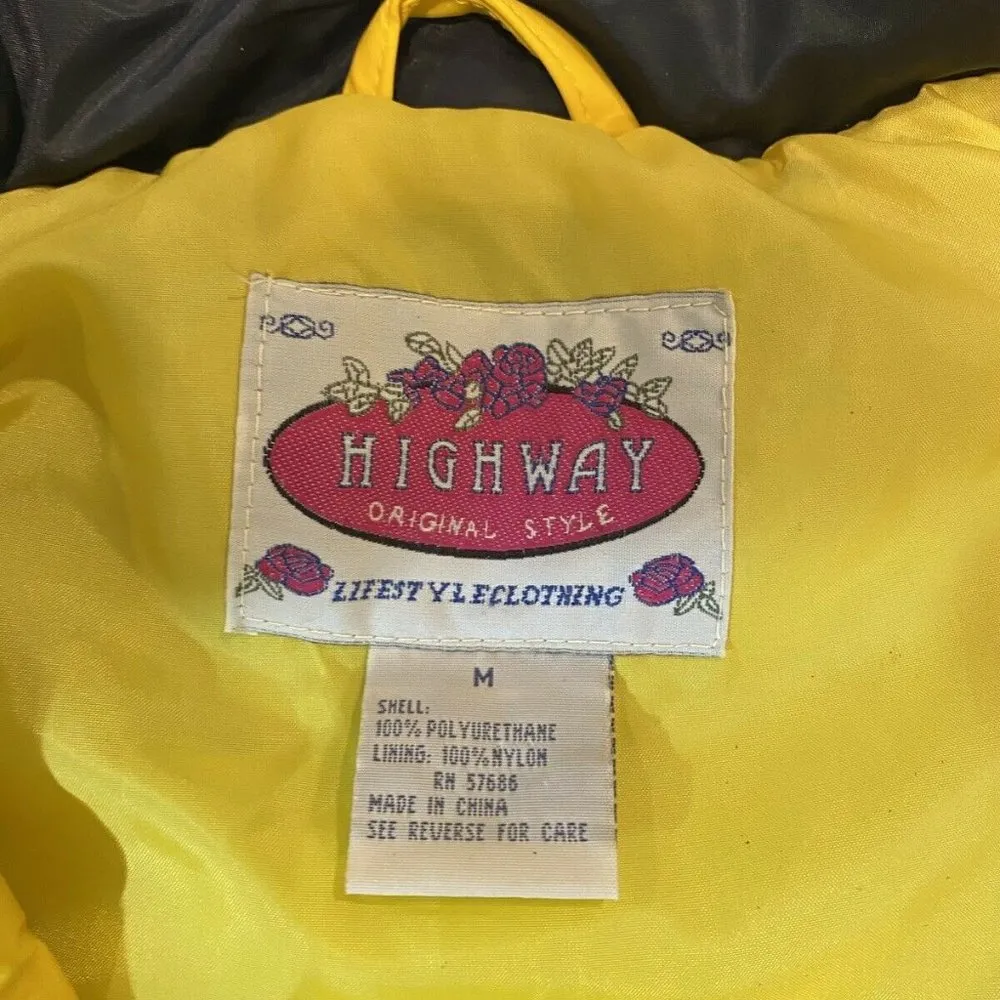 HIGHWAY
ORIGINAL STYLE
LIFESTYLECLOTHING
M
SHELL:
100% POLYURETHANE
LINING: 100%NYLON
RN 57686
MADE IN CHINA
SEE REVERSE FOR CARE